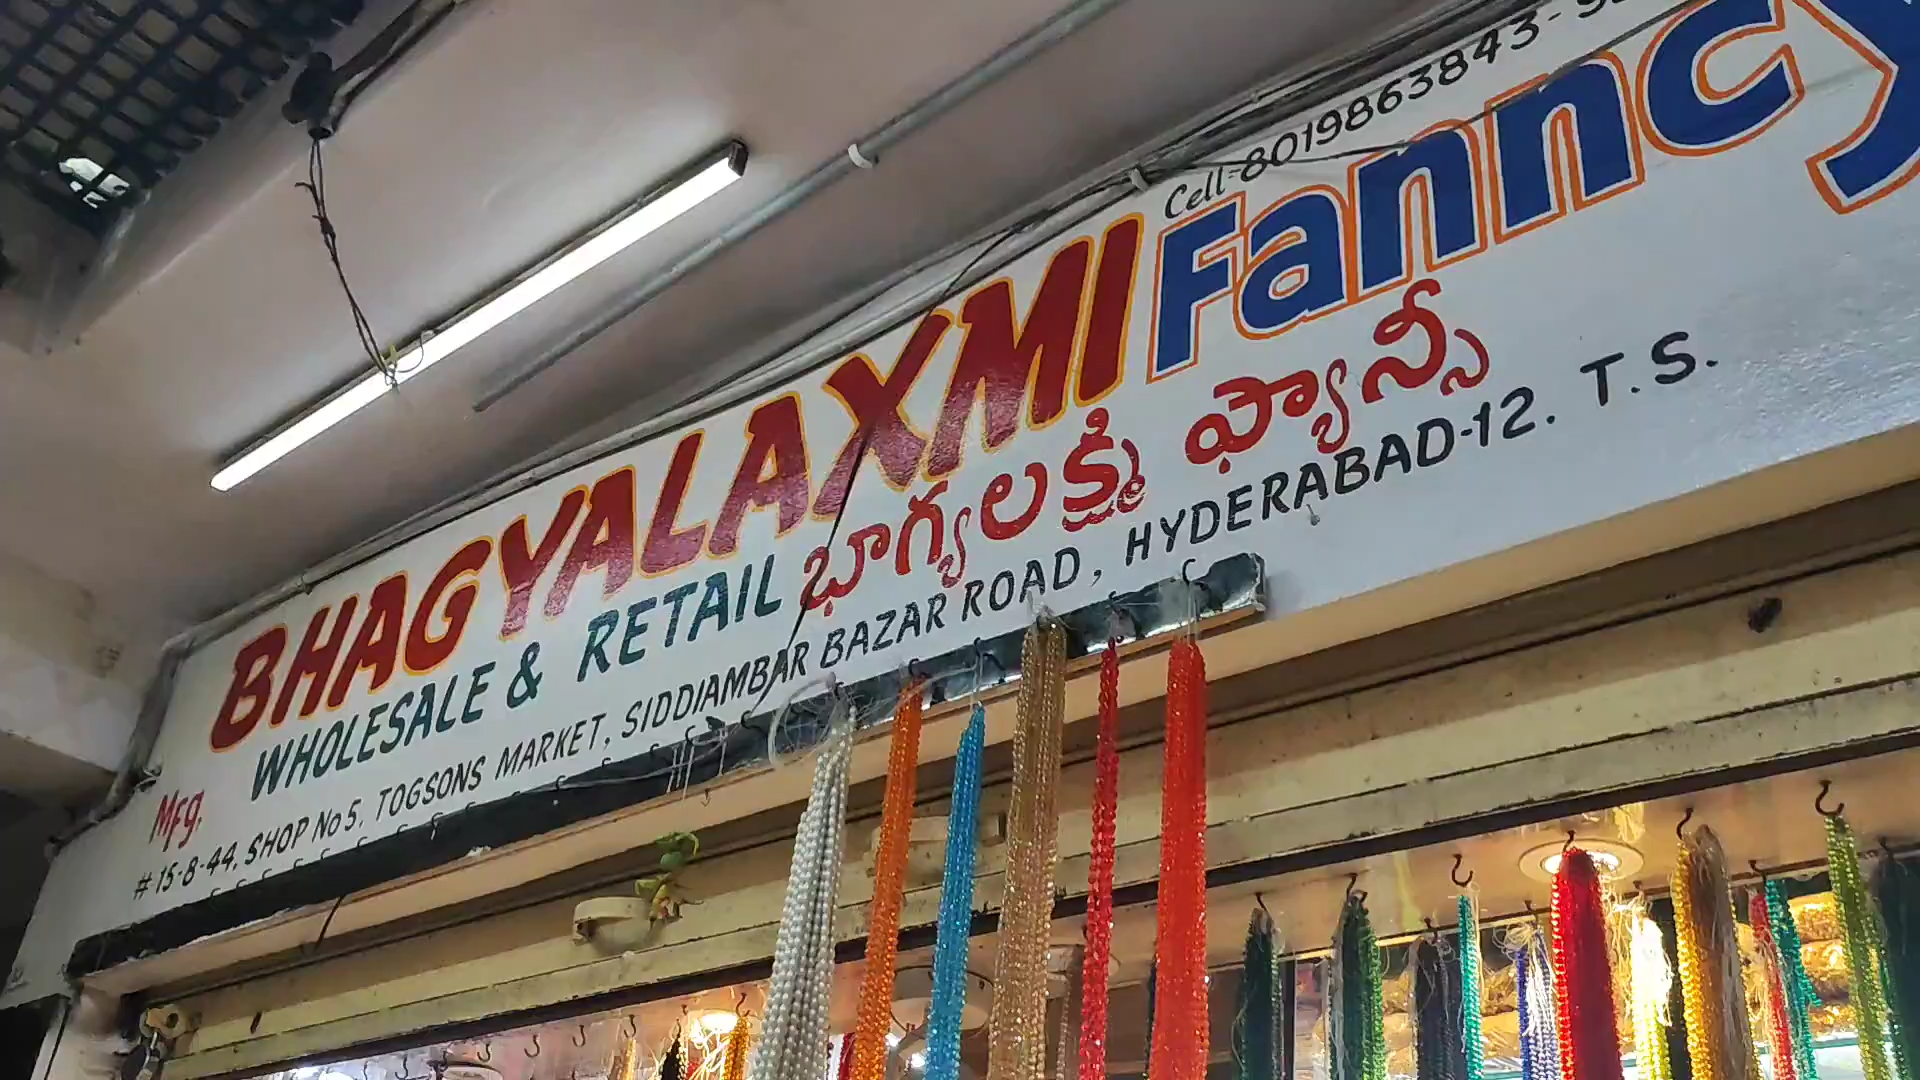 Cell-8019863843-
BHAGYALAXMI Fanncy
WHOLESALE & RETAIL భాగ్యలక్ష్మి ఫ్యాన్సీ
Mfg.
#15-8-44, SHOP No 5, TOGSONS MARKET, SIDDIAMBAR BAZAR ROAD, HYDERABAD-12. T.S.